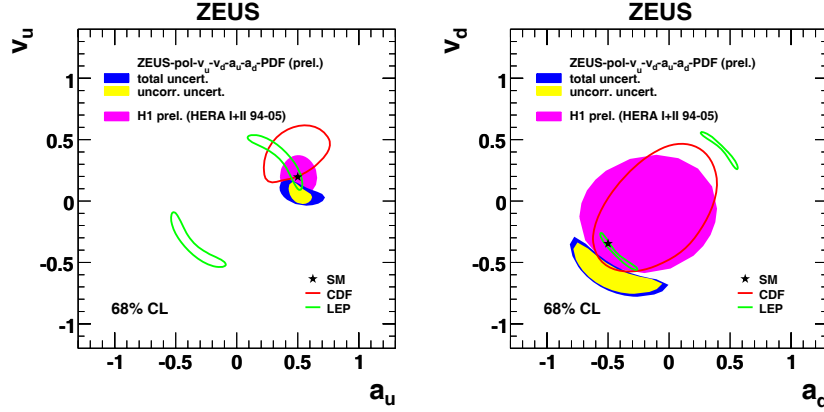 ZEUS
v_u
1
0.5
0
-0.5
-1
-1
-0.5
0
0.5
1
a_u
ZEUS-pol-v_u-v_d-a_u-a_d-PDF (prel.)
total uncert.
uncorr. uncert.
H1 prel. (HERA I+II 94-05)
68% CL
SM
CDF
LEP
ZEUS
v_d
1
0.5
0
-0.5
-1
-1
-0.5
0
0.5
1
a_d
ZEUS-pol-v_u-v_d-a_u-a_d-PDF (prel.)
total uncert.
uncorr. uncert.
H1 prel. (HERA I+II 94-05)
68% CL
SM
CDF
LEP